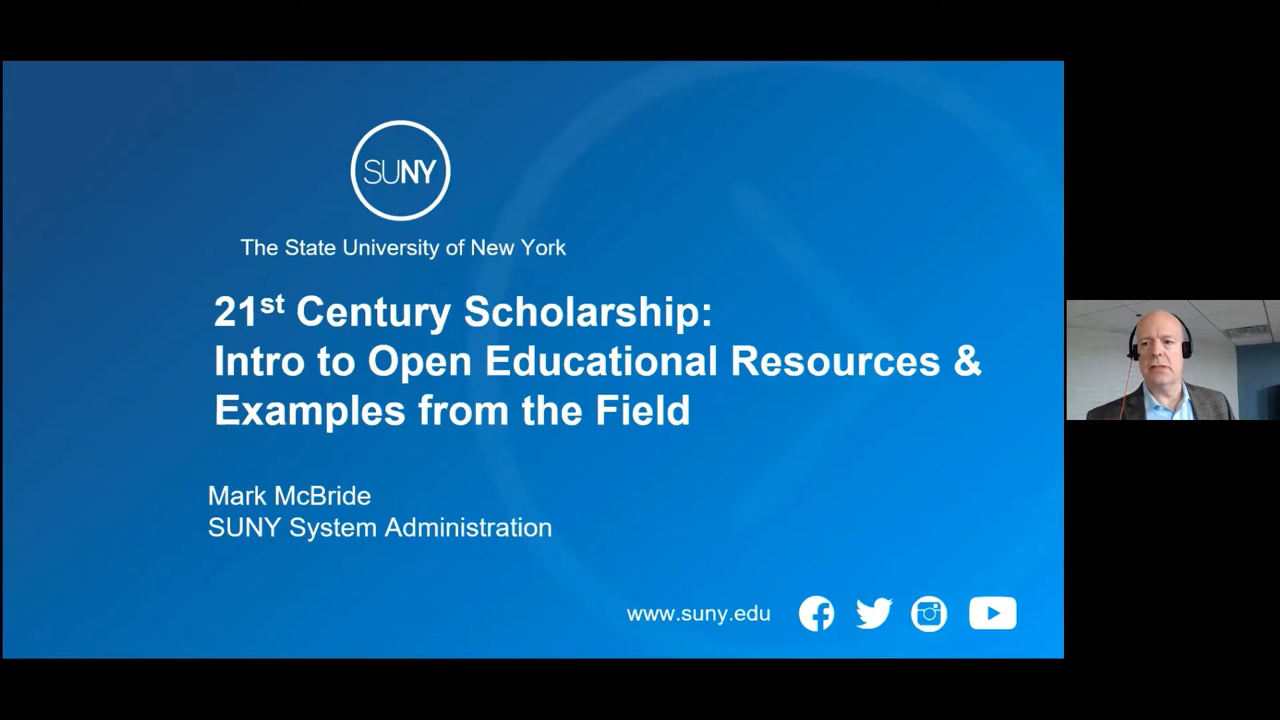 SUNY
The State University of New York
21st Century Scholarship:
Intro to Open Educational Resources &
Examples from the Field
Mark McBride
SUNY System Administration
www.suny.edu